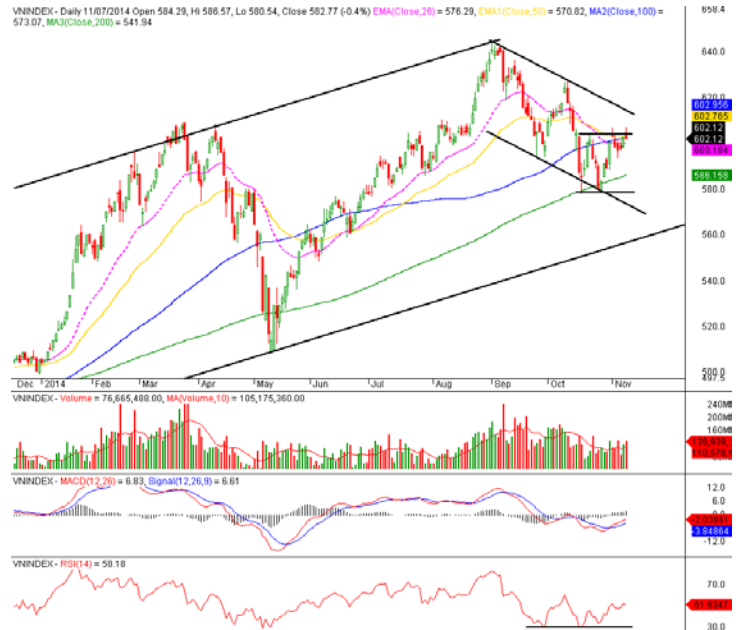 VNINDEX - Daily 11/07/2014 Open 584.29, Hi 586.57, Lo 580.54, Close 582.77 (-0.4%) EMA(Close,26) = 576.29, EMA1(Close,50) = 570.82, MA2(Close,100) =
573.07, MA3(Close,200) = 541.94
658.4
640.0
620.0
602.956
602.765
602.12
602.12
600.184
586.158
580.0
560.0
540.0
520.0
500.0
497.5
Dec 2014 Feb Mar Apr May Jun Jul Aug Sep Oct Nov
VNINDEX - Volume = 76,665,488.00, MA(Volume,10) = 105,175,360.00
240M
160M
VNINDEX - MACD(12,26) = 6.83, Signal(12,26,9) = 6.61
12.0
6.0
-3.84864
-12.0
VNINDEX - RSI(14) = 58.18
70.0
51.5347
30.0